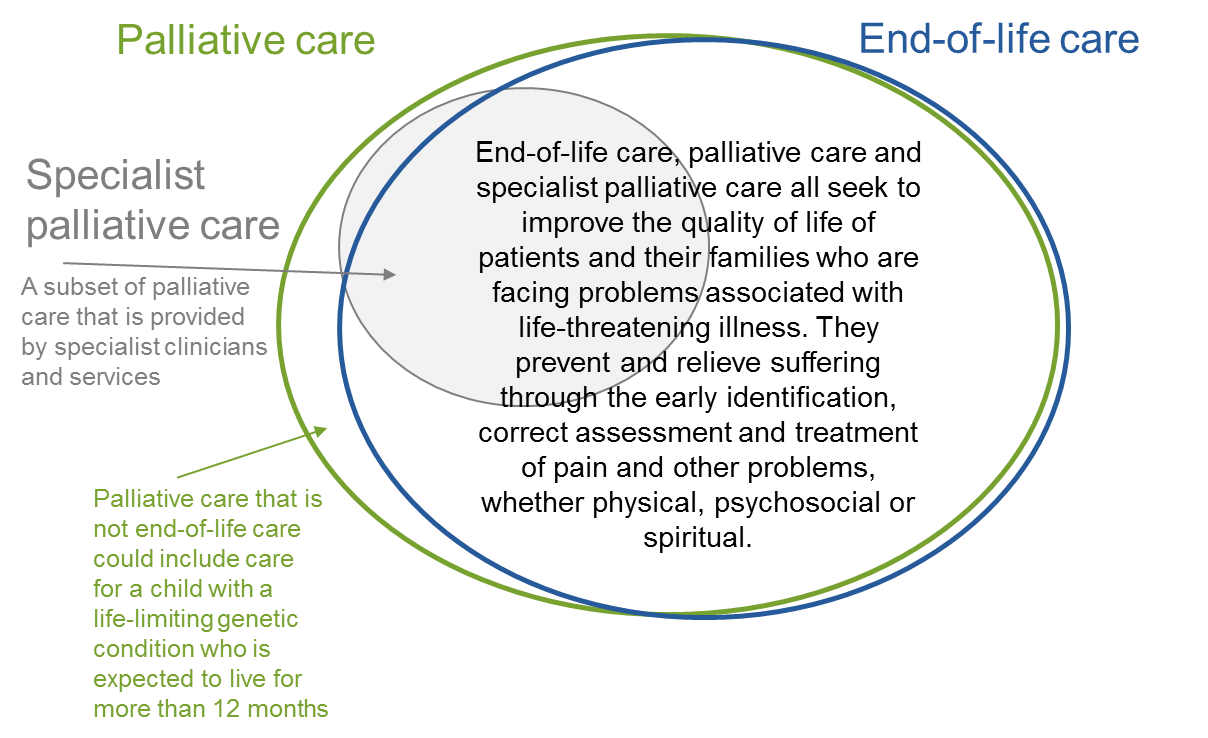 Palliative care
End-of-life care
Specialist
palliative care
A subset of palliative
care that is provided
by specialist clinicians
and services
End-of-life care, palliative care and
specialist palliative care all seek to
improve the quality of life of
patients and their families who are
facing problems associated with
life-threatening illness. They
prevent and relieve suffering
through the early identification,
correct assessment and treatment
of pain and other problems,
whether physical, psychosocial or
spiritual.
Palliative care that is
not end-of-life care
could include care
for a child with a
life-limiting genetic
condition who is
expected to live for
more than 12 months